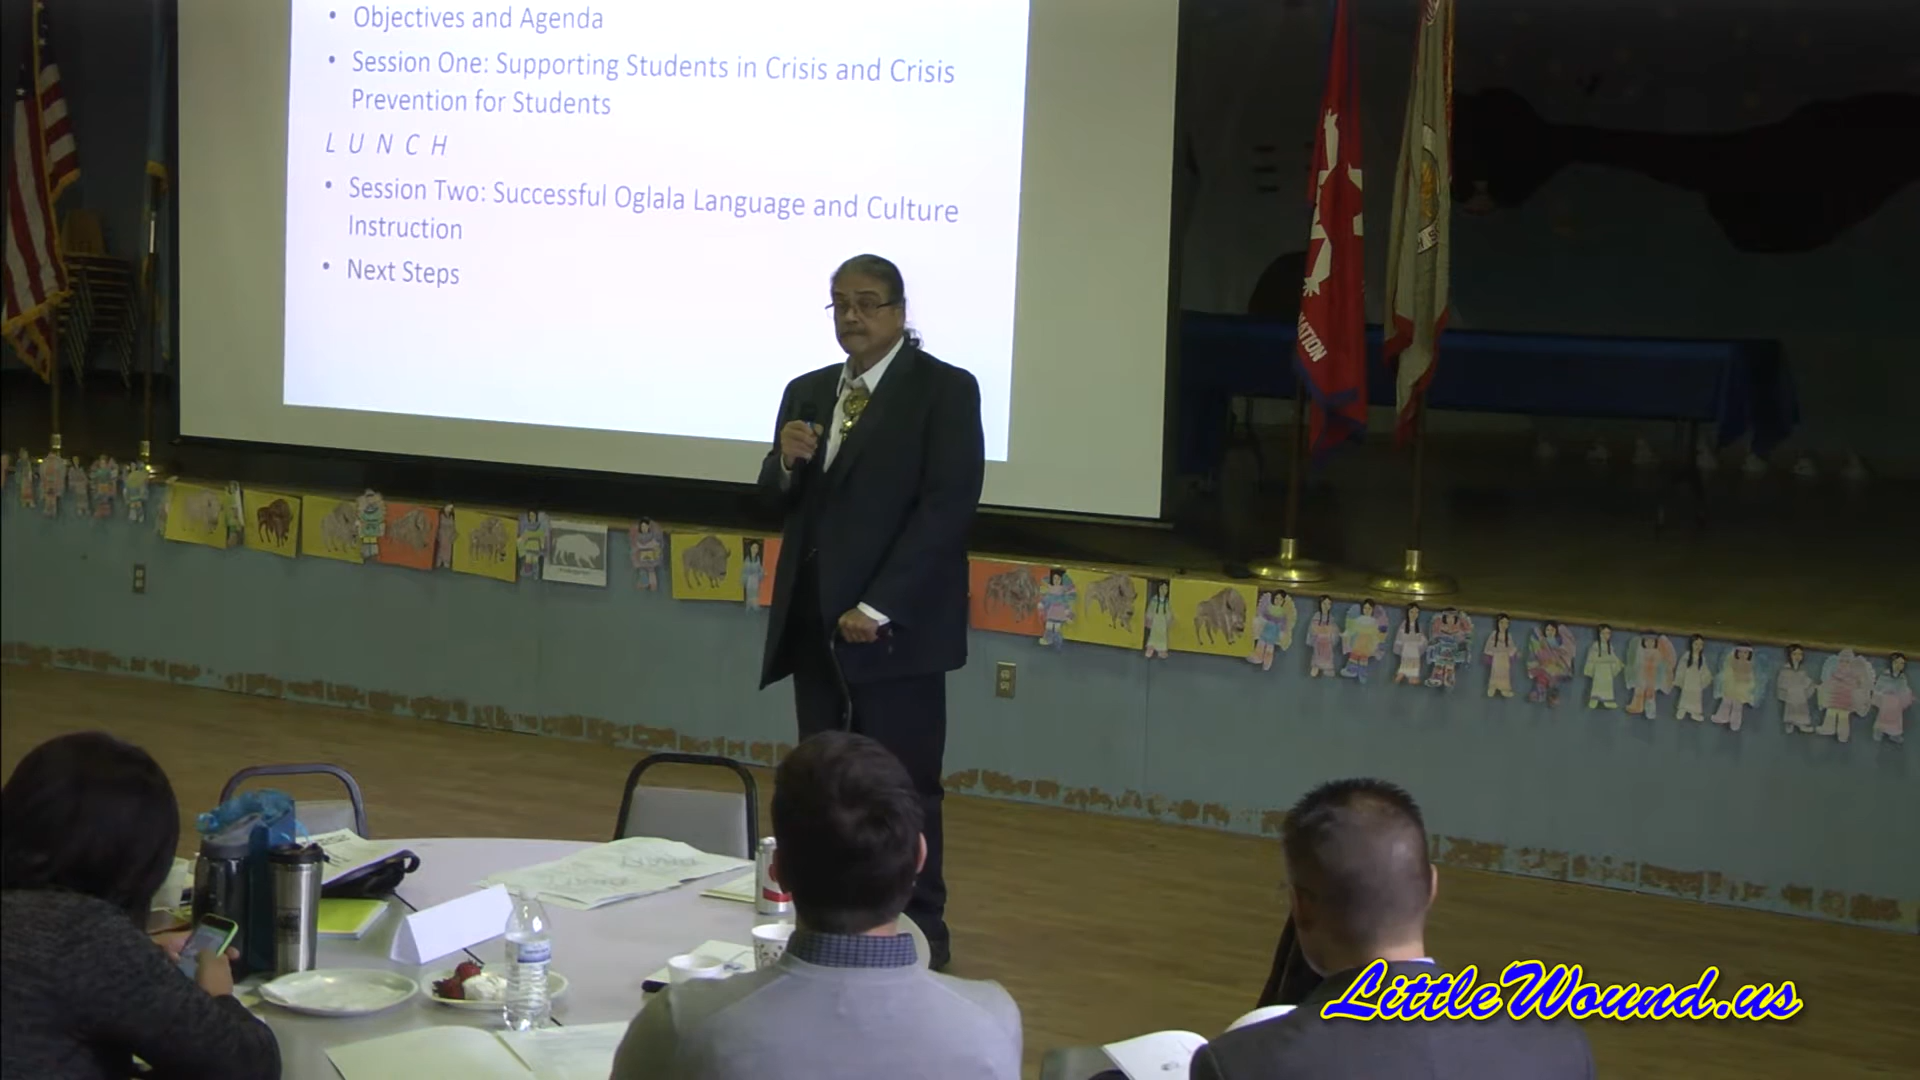 • Objectives and Agenda
• Session One: Supporting Students in Crisis and Crisis
Prevention for Students
L U N C H
• Session Two: Successful Oglala Language and Culture
Instruction
• Next Steps
NATION
LittleWound.us